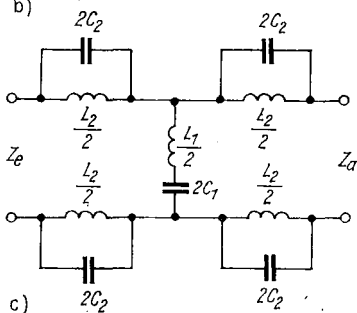 b)
2C₂ 2C₂
L₂/2 L₁/2 L₂/2
Zₑ 2C₁ Zₐ
L₂/2 L₂/2
2C₂ 2C₂
c)